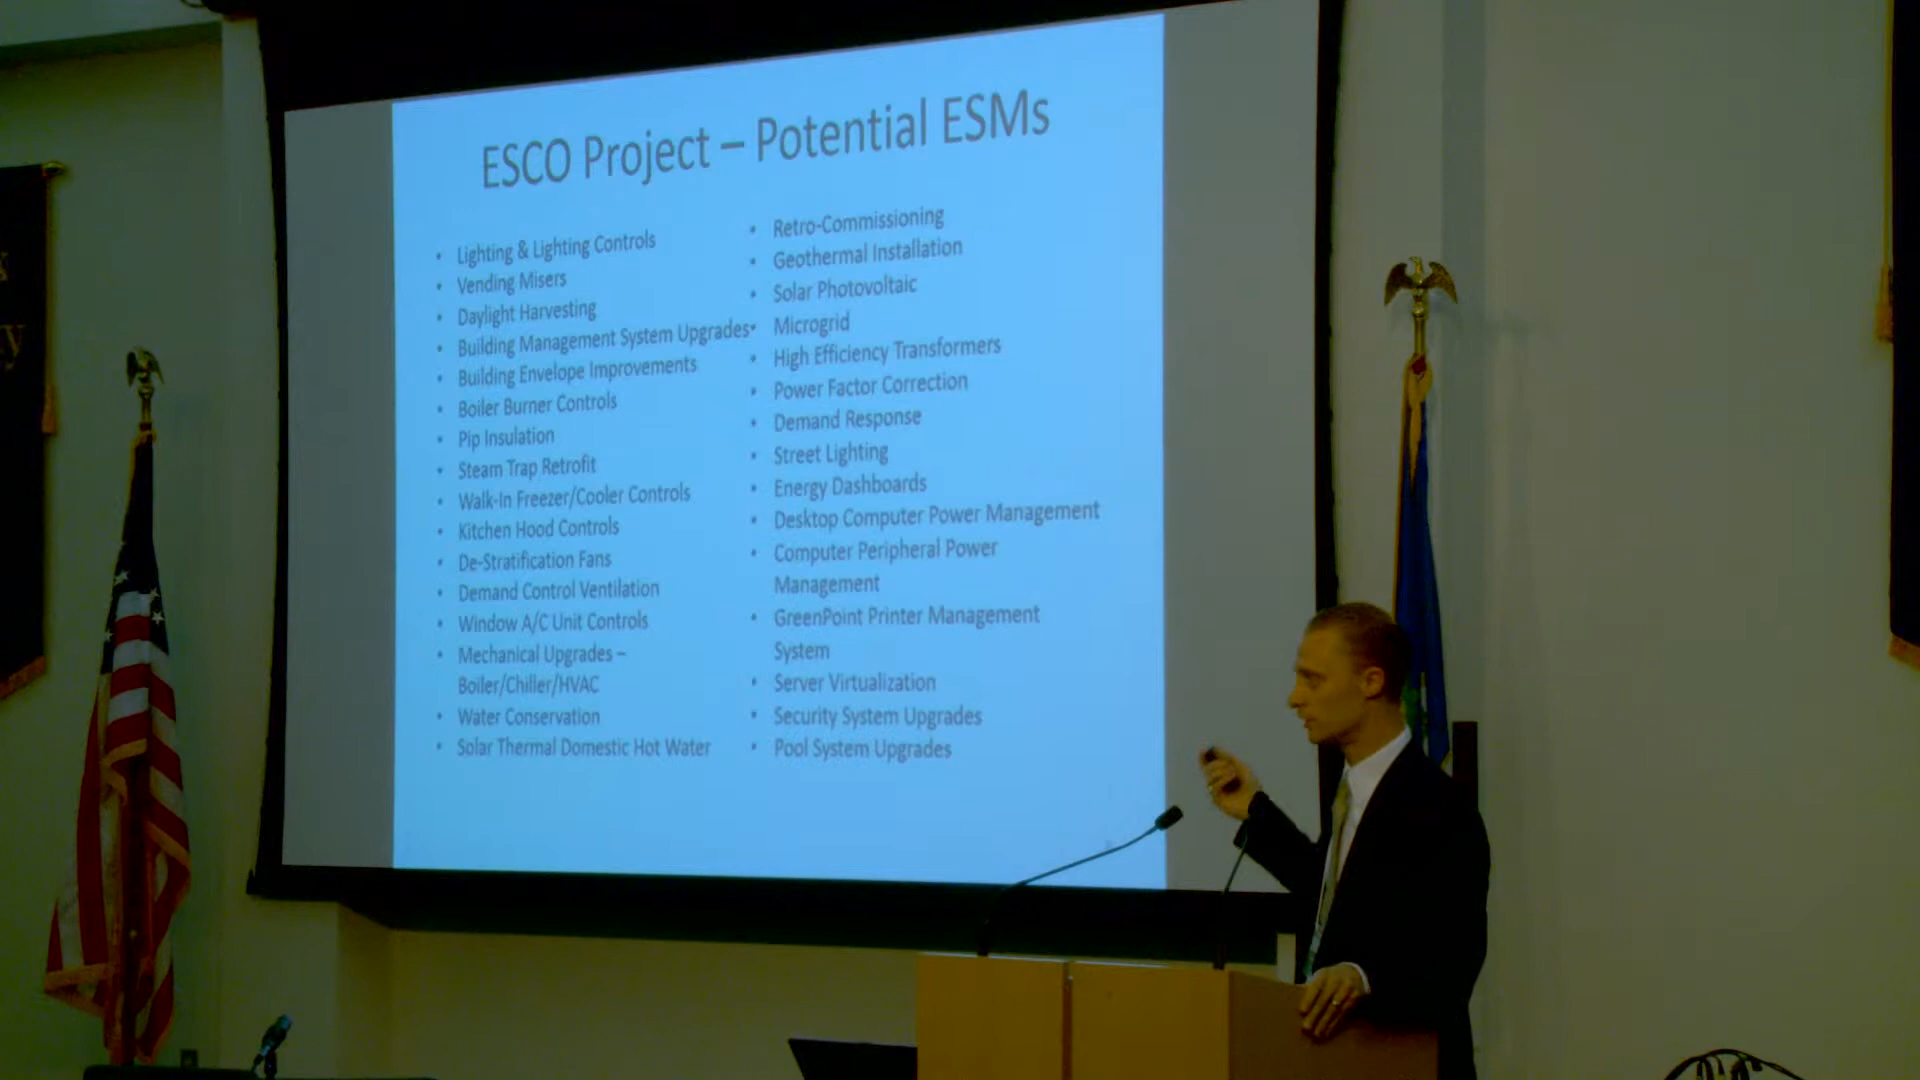 ESCO Project – Potential ESMs
• Lighting & Lighting Controls
• Vending Misers
• Daylight Harvesting
• Building Management System Upgrades
• Building Envelope Improvements
• Boiler Burner Controls
• Pip Insulation
• Steam Trap Retrofit
• Walk-In Freezer/Cooler Controls
• Kitchen Hood Controls
• De-Stratification Fans
• Demand Control Ventilation
• Window A/C Unit Controls
• Mechanical Upgrades –
Boiler/Chiller/HVAC
• Water Conservation
• Solar Thermal Domestic Hot Water
• Retro-Commissioning
• Geothermal Installation
• Solar Photovoltaic
• Microgrid
• High Efficiency Transformers
• Power Factor Correction
• Demand Response
• Street Lighting
• Energy Dashboards
• Desktop Computer Power Management
• Computer Peripheral Power
Management
• GreenPoint Printer Management
System
• Server Virtualization
• Security System Upgrades
• Pool System Upgrades